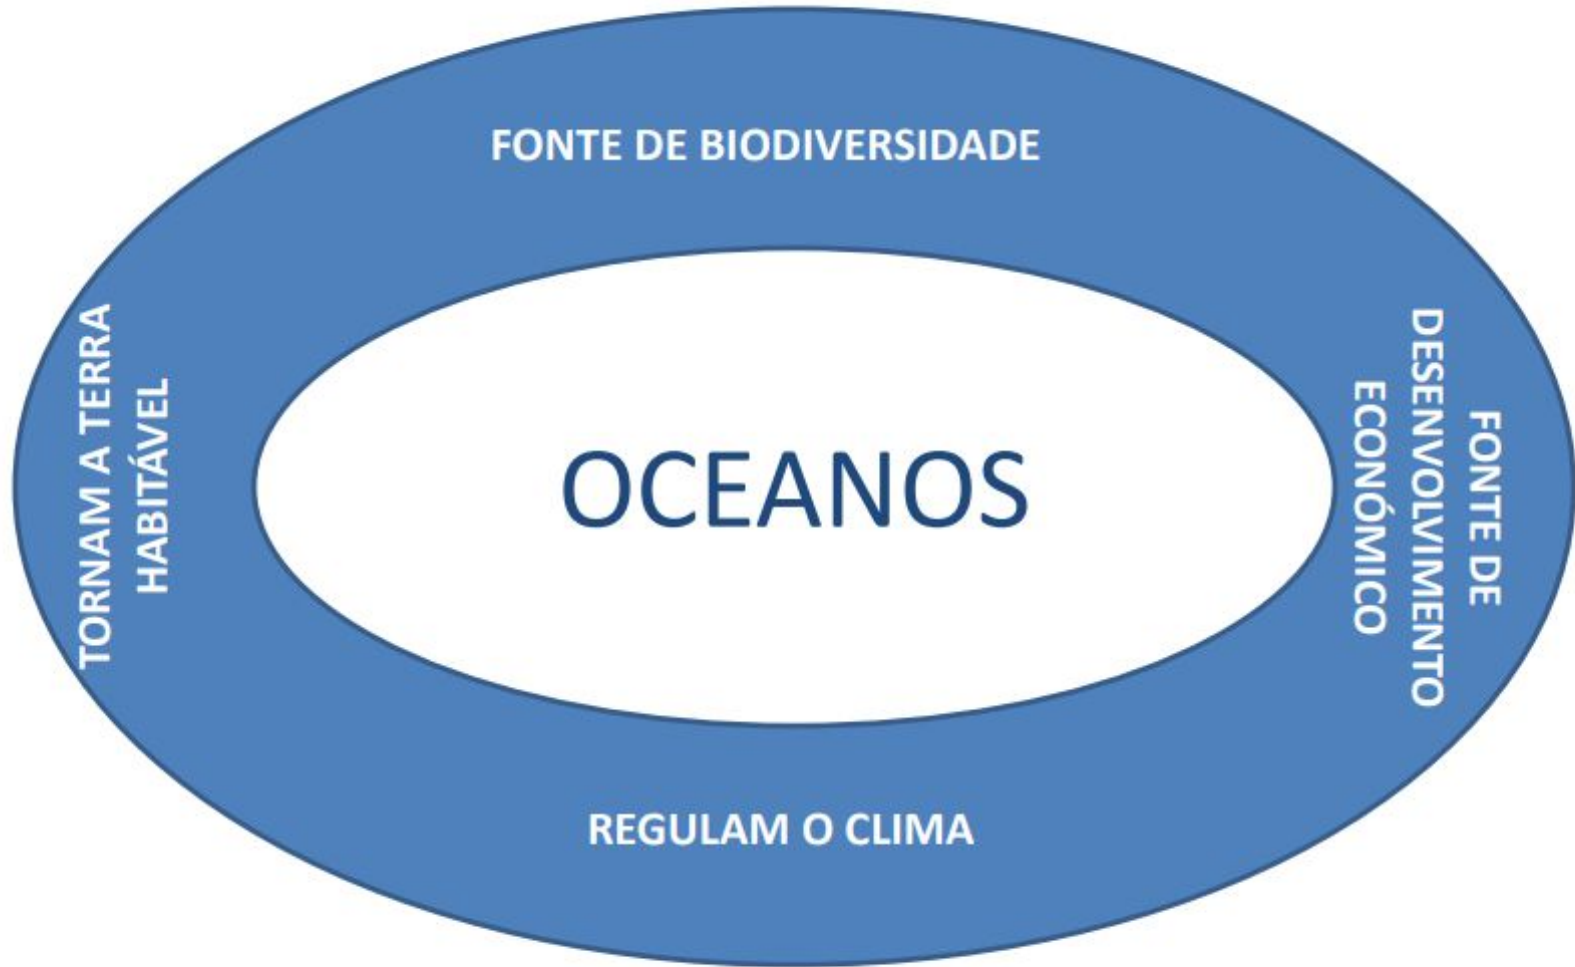 FONTE DE BIODIVERSIDADE
TORNAM A TERRA
HABITÁVEL
OCEANOS
FONTE DE
DESENVOLVIMENTO
ECONÓMICO
REGULAM O CLIMA